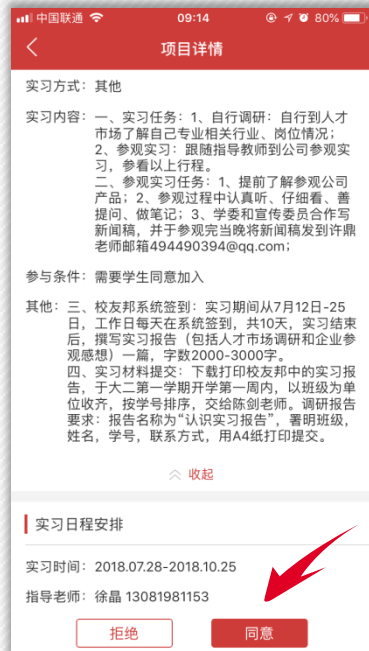 中国联通 09:14 80%
项目详情
实习方式：其他
实习内容：一、实习任务：1、自行调研：自行到人才
市场了解自己专业相关行业、岗位情况；
2、参观实习：跟随指导教师到公司参观实
习，参看以上行程。
二、参观实习任务：1、提前了解参观公司
产品；2、参观过程中认真听、仔细看、善
提问、做笔记；3、学委和宣传委员合作写
新闻稿，并于参观完当晚将新闻稿发到许鼎
老师邮箱494490394@qq.com；
参与条件：需要学生同意加入
其他：三、校友邦系统签到：实习期间从7月12日-25
日，工作日每天在系统签到，共10天，实习结束
后，撰写实习报告（包括人才市场调研和企业参
观感想）一篇，字数2000-3000字。
四、实习材料提交：下载打印校友邦中的实习报
告，于大二第一学期开学第一周内，以班级为单
位收齐，按学号排序，交给陈剑老师。调研报告
要求：报告名称为“认识实习报告”，署明班级，
姓名，学号，联系方式，用A4纸打印提交。
收起
实习日程安排
实习时间：2018.07.28-2018.10.25
指导老师：徐晶 13081981153
拒绝 同意